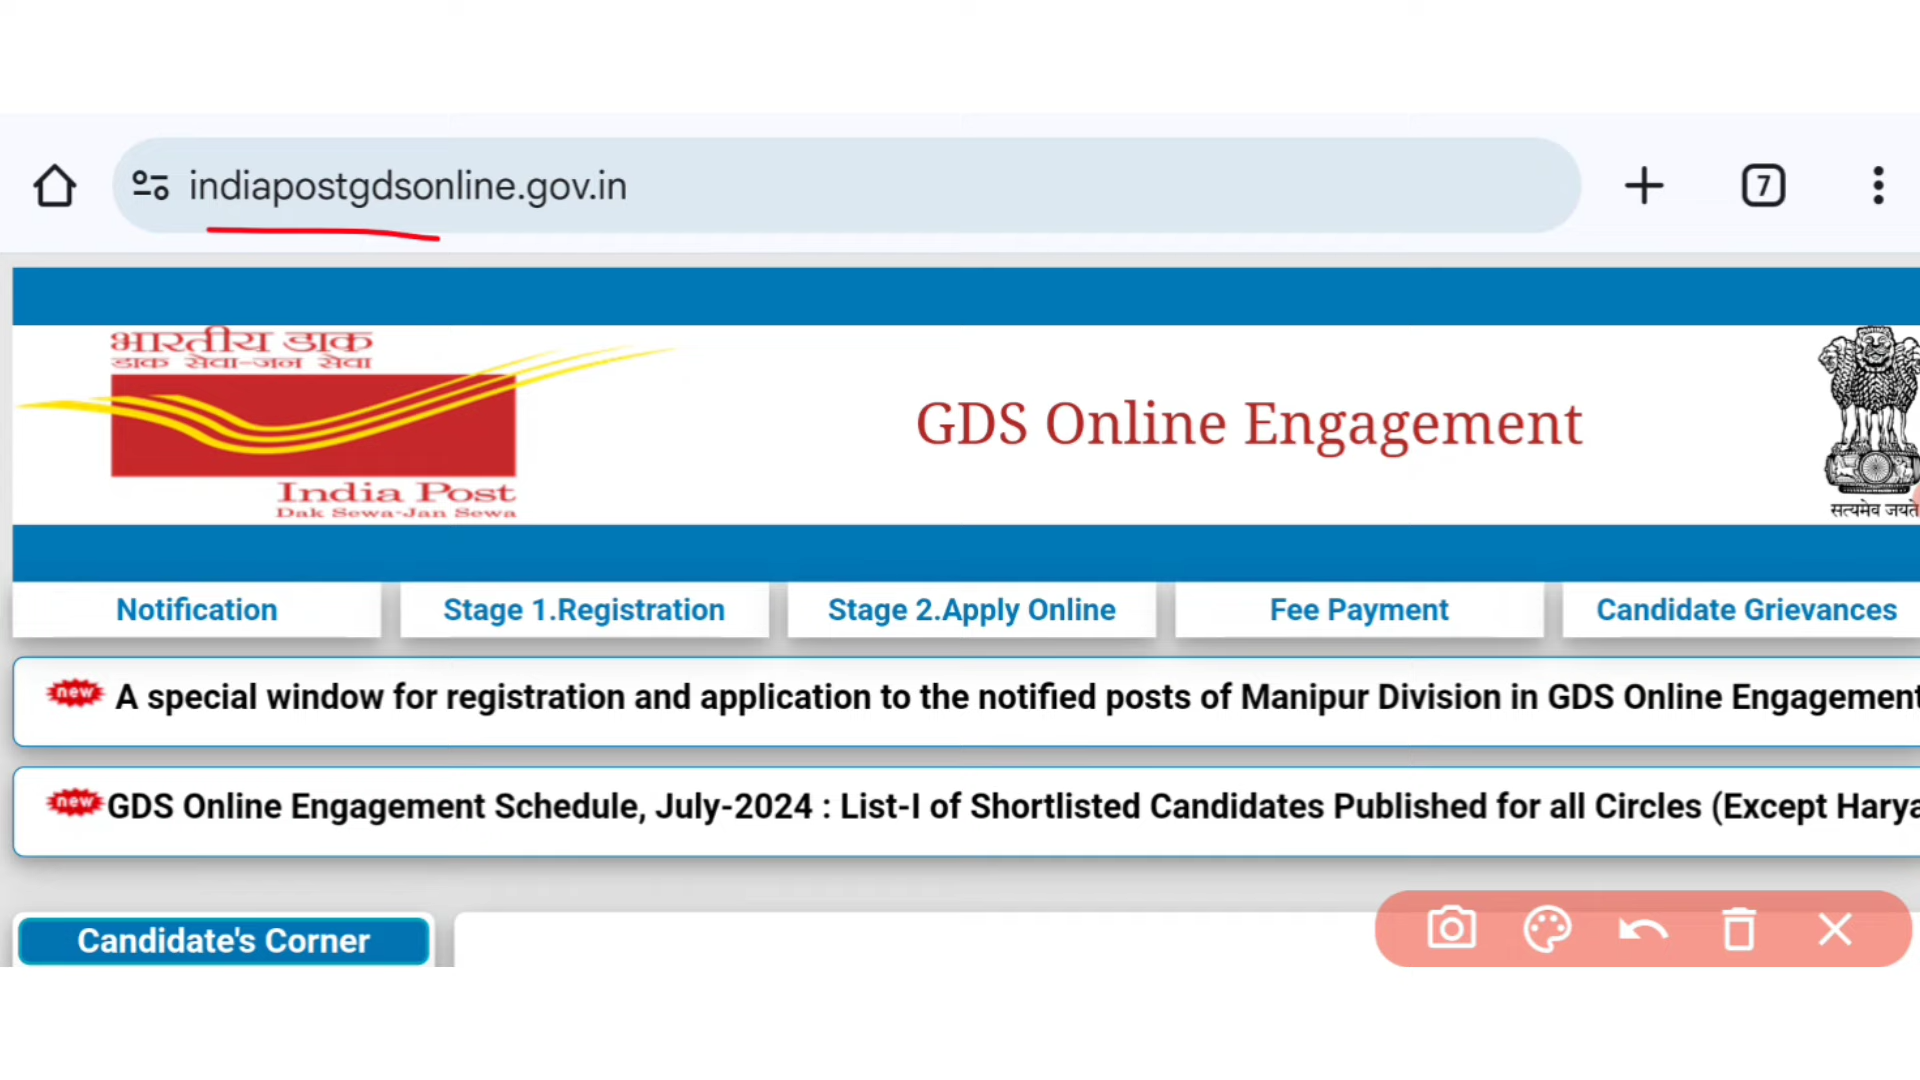 indiapostgdsonline.gov.in
7
भारतीय डाक
डाक सेवा-जन सेवा
India Post
Dak Sewa-Jan Sewa
GDS Online Engagement
सत्यमेव जयते
Notification
Stage 1.Registration
Stage 2.Apply Online
Fee Payment
Candidate Grievances
new A special window for registration and application to the notified posts of Manipur Division in GDS Online Engagement
new GDS Online Engagement Schedule, July-2024 : List-I of Shortlisted Candidates Published for all Circles (Except Harya
Candidate's Corner